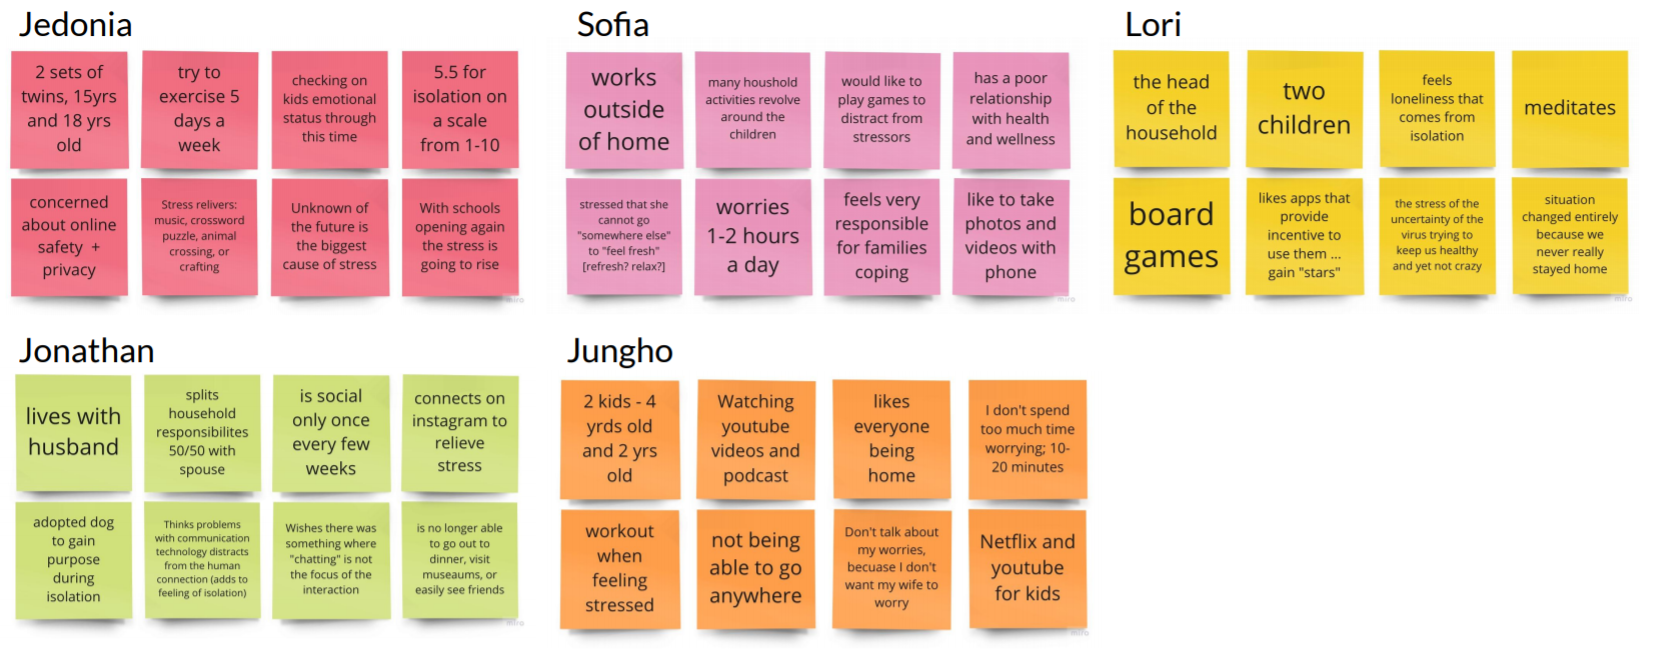 Jedonia
2 sets of
twins, 15yrs
and 18 yrs
old
try to
exercise 5
days a
week
checking on
kids emotional
status through
this time
5.5 for
isolation on
a scale
from 1-10
concerned
about online
safety +
privacy
Stress relivers:
music, crossword
puzzle, animal
crossing, or
crafting
Unknown of
the future is
the biggest
cause of stress
With schools
opening again
the stress is
going to rise
miro
Sofia
works
outside
of home
many houshold
activities revolve
around the
children
would like to
play games to
distract from
stressors
has a poor
relationship
with health
and wellness
stressed that she
cannot go
"somewhere else"
to "feel fresh"
[refresh? relax?]
worries
1-2 hours
a day
feels very
responsible
for families
coping
like to take
photos and
videos with
phone
miro
Lori
the head
of the
household
two
children
feels
loneliness that
comes from
isolation
meditates
board
games
likes apps that
provide
incentive to
use them ...
gain "stars"
the stress of the
uncertainty of the
virus trying to
keep us healthy
and yet not crazy
situation
changed entirely
because we
never really
stayed home
miro
Jonathan
lives with
husband
splits
household
responsibilites
50/50 with
spouse
is social
only once
every few
weeks
connects on
instagram to
relieve
stress
adopted dog
to gain
purpose
during
isolation
Thinks problems
with communication
technology distracts
from the human
connection (adds to
feeling of isolation)
Wishes there was
something where
"chatting" is not
the focus of the
interaction
is no longer able
to go out to
dinner, visit
museaums, or
easily see friends
miro
Jungho
2 kids - 4
yrds old
and 2 yrs
old
Watching
youtube
videos and
podcast
likes
everyone
being
home
I don't spend
too much time
worrying; 10-
20 minutes
workout
when
feeling
stressed
not being
able to go
anywhere
Don't talk about
my worries,
becuase I don't
want my wife to
worry
Netflix and
youtube
for kids
miro